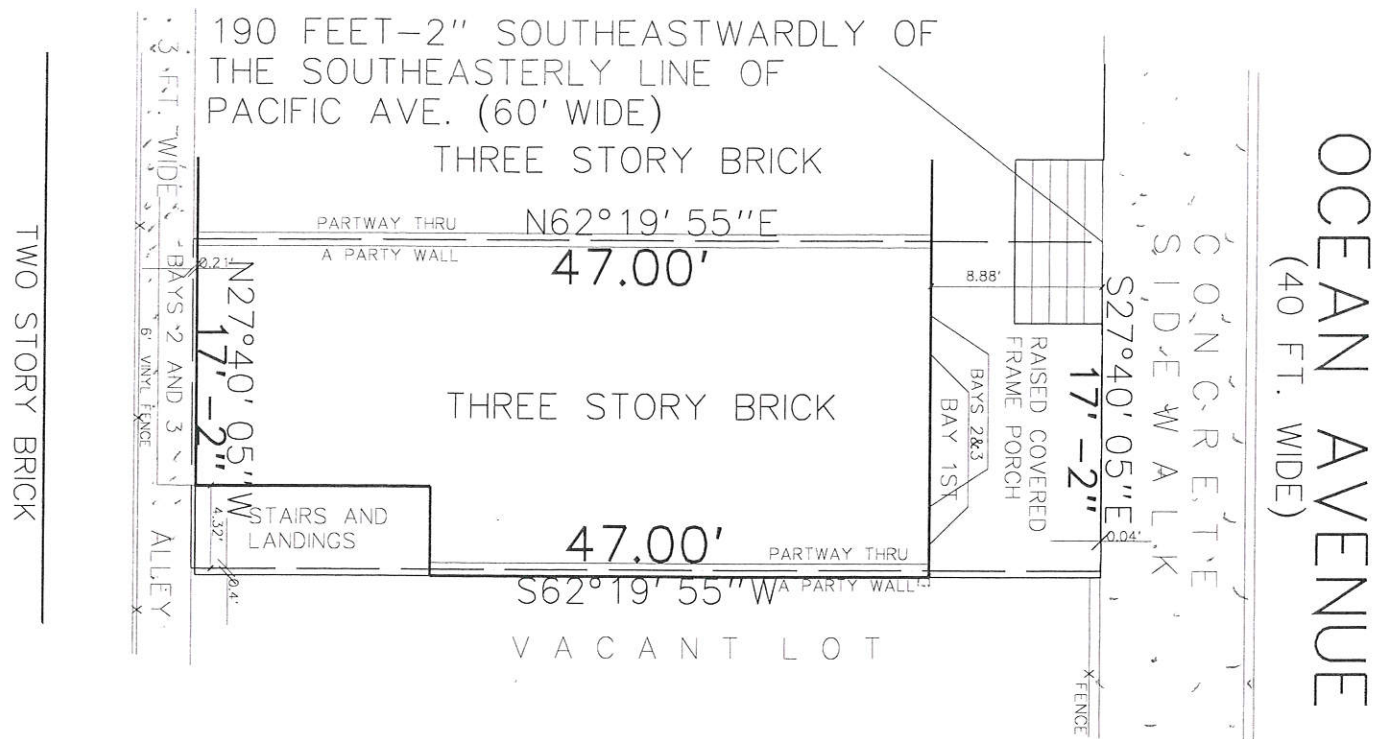 190 FEET-2" SOUTHEASTWARDLY OF
THE SOUTHEASTERLY LINE OF
PACIFIC AVE. (60' WIDE)
THREE STORY BRICK
PARTWAY THRU
A PARTY WALL
N62°19'55"E
47.00'
8.88'
0.21'
N27°40'05"W
17'-2"
3 FT. WIDE
ALLEY
BAYS 2 AND 3
6' VINYL FENCE
TWO STORY BRICK
THREE STORY BRICK
BAY 1ST
BAYS 2&3
RAISED COVERED
FRAME PORCH
17'-2"
S27°40'05"E
CONCRETE
SIDEWALK
OCEAN AVENUE
(40 FT. WIDE)
STAIRS AND
LANDINGS
4.32'
0.4'
47.00'
S62°19'55"W
PARTWAY THRU
A PARTY WALL
0.04'
VACANT LOT
FENCE